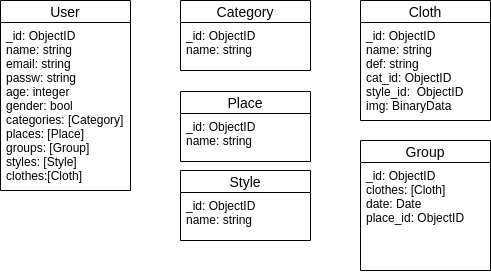 User
_id: ObjectID
name: string
email: string
passw: string
age: integer
gender: bool
categories: [Category]
places: [Place]
groups: [Group]
styles: [Style]
clothes:[Cloth]
Category
_id: ObjectID
name: string
Place
_id: ObjectID
name: string
Style
_id: ObjectID
name: string
Cloth
_id: ObjectID
name: string
def: string
cat_id: ObjectID
style_id:  ObjectID
img: BinaryData
Group
_id: ObjectID
clothes: [Cloth]
date: Date
place_id: ObjectID